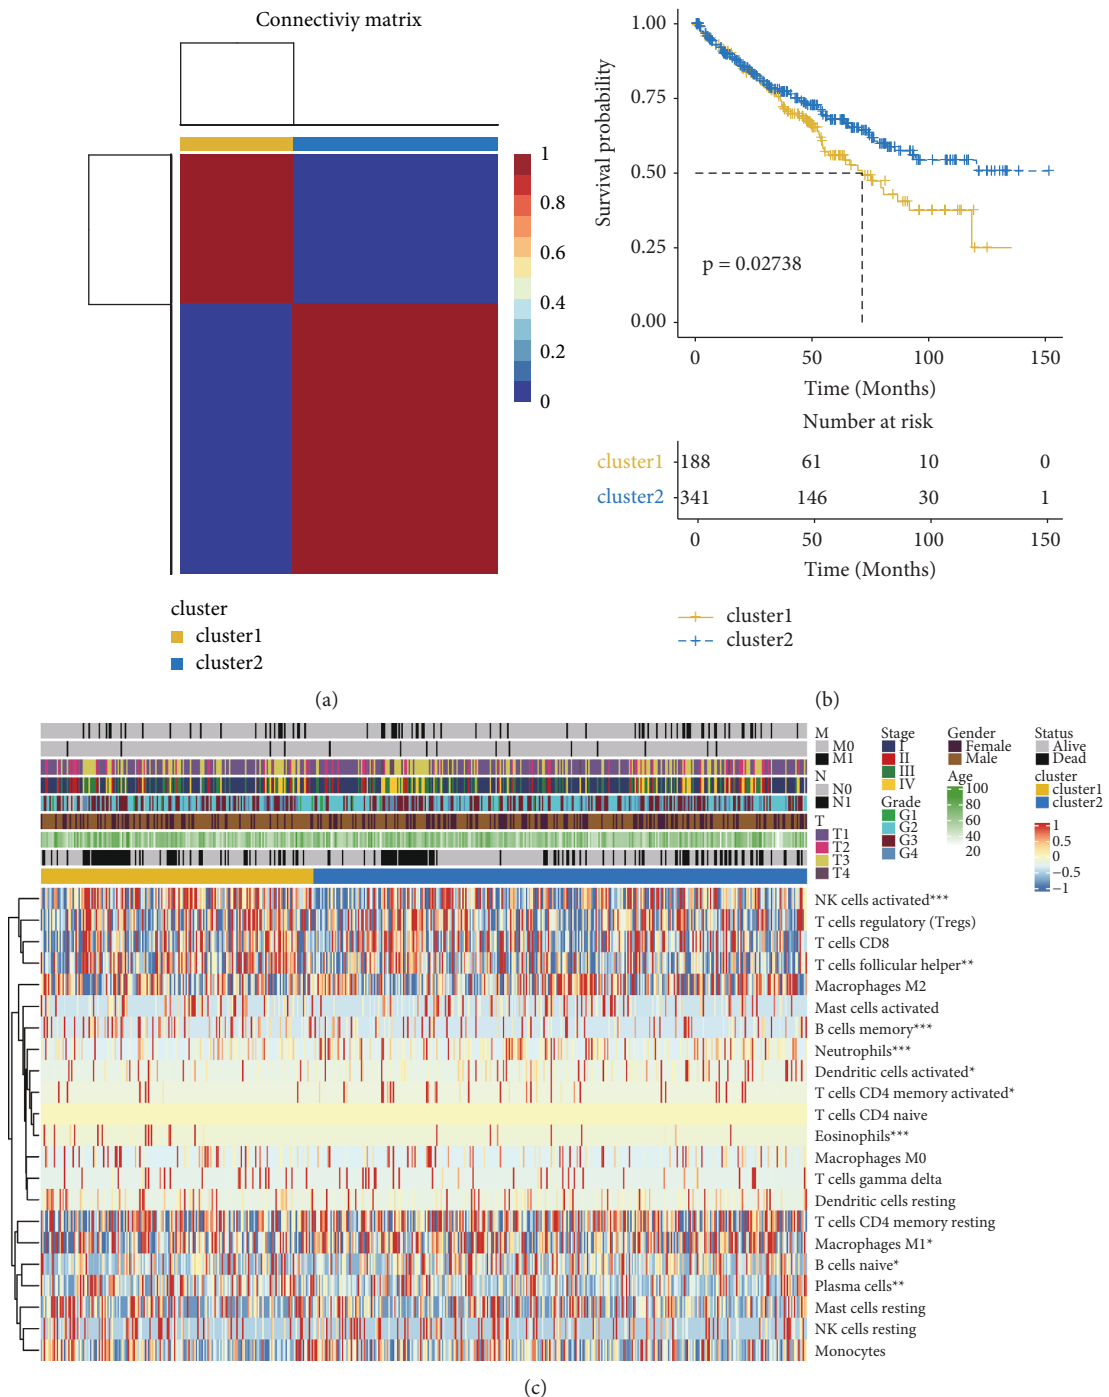 Connectiviy matrix
1
0.8
0.6
0.4
0.2
0
cluster
cluster1
cluster2
(a)
Survival probability
1.00
0.75
0.50
0.25
0.00
p = 0.02738
0 50 100 150
Time (Months)
Number at risk
cluster1 188 61 10 0
cluster2 341 146 30 1
0 50 100 150
Time (Months)
cluster1
cluster2
(b)
M
M0
M1
N
N0
N1
T
T1
T2
T3
T4
Stage
I
II
III
IV
Grade
G1
G2
G3
G4
Gender
Female
Male
Age
100
80
60
40
20
Status
Alive
Dead
cluster
cluster1
cluster2
1
0.5
0
−0.5
−1
NK cells activated***
T cells regulatory (Tregs)
T cells CD8
T cells follicular helper**
Macrophages M2
Mast cells activated
B cells memory***
Neutrophils***
Dendritic cells activated*
T cells CD4 memory activated*
T cells CD4 naive
Eosinophils***
Macrophages M0
T cells gamma delta
Dendritic cells resting
T cells CD4 memory resting
Macrophages M1*
B cells naive*
Plasma cells**
Mast cells resting
NK cells resting
Monocytes
(c)